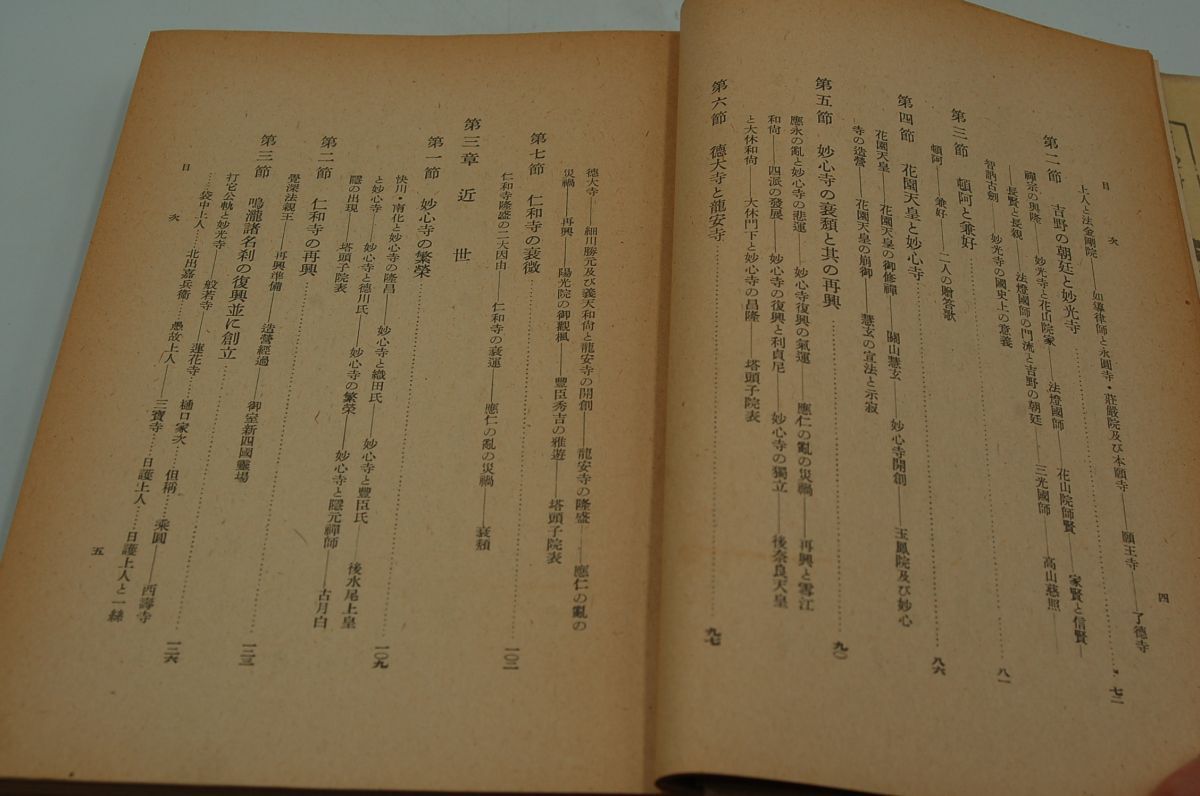 目次
四
上人と法金剛院――如導律師と永圓寺・莊嚴院及び本願寺――願王寺――了德寺
第二節 吉野の朝廷と妙光寺……七二
禪宗の興隆――妙光寺と花山院家――法燈國師――花山院師賢――家賢と信賢――
――長賢と長親――法燈國師の門流と吉野の朝廷――三光國師――高山慈照――
智訥古劍――妙光寺の國史上の意義
第三節 頓阿と兼好……八一
頓阿――兼好――二人の贈答歌
第四節 花園天皇と妙心寺……八六
花園天皇――花園天皇の御修禪――關山慧玄――妙心寺開創――玉鳳院及び妙心
寺の造營――花園天皇の崩御――慧玄の宣法と示寂
第五節 妙心寺の衰頽と其の再興……九〇
應永の亂と妙心寺の悲運――妙心寺復興の氣運――應仁の亂の災禍――再興と雪江
和尙――四派の發展――妙心寺の復興と利貞尼――妙心寺の獨立――後奈良天皇
と大休和尙――大休門下と妙心寺の昌隆――塔頭子院表
第六節 德大寺と龍安寺……九七
德大寺――細川勝元及び義天和尙と龍安寺の開創――龍安寺の隆盛――應仁の亂の
災禍――再興――陽光院の御觀楓――豐臣秀吉の雅遊――塔頭子院表
第七節 仁和寺の衰微……一〇二
仁和寺隆盛の二大因由――仁和寺の衰運――應仁の亂の災禍――衰頽
第三章 近世
第一節 妙心寺の繁榮……一〇九
快川・南化と妙心寺の隆昌――妙心寺と織田氏――妙心寺と豐臣氏――後水尾上皇
と妙心寺――妙心寺と德川氏――妙心寺の繁榮――妙心寺と隱元禪師――古月白
隱の出現――塔頭子院表
第二節 仁和寺の再興……一二三
覺深法親王――再興準備――造營經過――御室新四國靈場
第三節 鳴瀧諸名刹の復興並に創立……一二六
打它公軌と妙光寺――般若寺――蓮花寺――樋口家次――但稱――乘圓――西壽寺
――袋中上人――北出嘉兵衞――愚故上人――三寶寺――日護上人――日護上人と一絲
目次
五